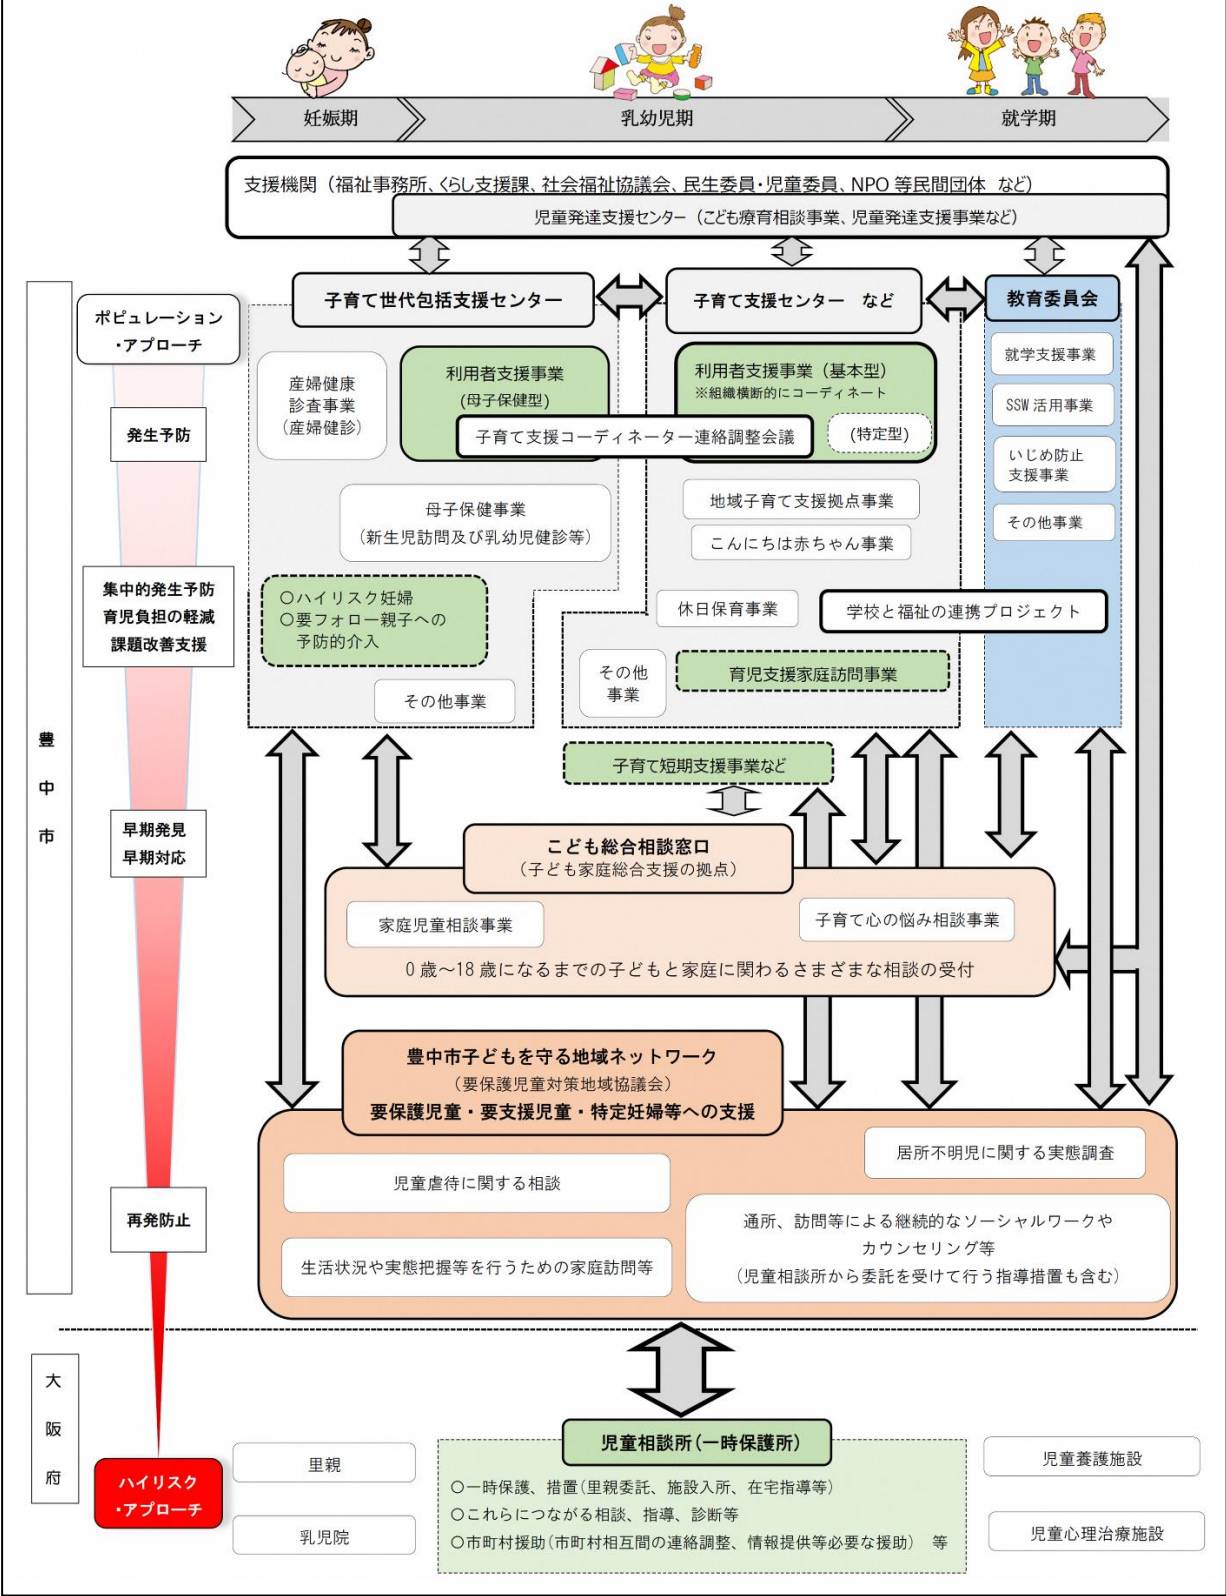 妊娠期
乳幼児期
就学期
支援機関（福祉事務所、くらし支援課、社会福祉協議会、民生委員・児童委員、NPO 等民間団体 など）
児童発達支援センター（こども療育相談事業、児童発達支援事業など）
豊中市
ポピュレーション
・アプローチ
発生予防
集中的発生予防
育児負担の軽減
課題改善支援
早期発見
早期対応
再発防止
子育て世代包括支援センター
産婦健康
診査事業
（産婦健診）
利用者支援事業
(母子保健型)
子育て支援コーディネーター連絡調整会議
母子保健事業
（新生児訪問及び乳幼児健診等）
○ハイリスク妊婦
○要フォロー親子への
予防的介入
その他事業
子育て支援センター など
利用者支援事業（基本型）
※組織横断的にコーディネート
(特定型)
地域子育て支援拠点事業
こんにちは赤ちゃん事業
休日保育事業
学校と福祉の連携プロジェクト
その他
事業
育児支援家庭訪問事業
教育委員会
就学支援事業
SSW 活用事業
いじめ防止
支援事業
その他事業
子育て短期支援事業など
こども総合相談窓口
（子ども家庭総合支援の拠点）
家庭児童相談事業
子育て心の悩み相談事業
0 歳～18 歳になるまでの子どもと家庭に関わるさまざまな相談の受付
豊中市子どもを守る地域ネットワーク
（要保護児童対策地域協議会）
要保護児童・要支援児童・特定妊婦等への支援
居所不明児に関する実態調査
児童虐待に関する相談
通所、訪問等による継続的なソーシャルワークや
カウンセリング等
（児童相談所から委託を受けて行う指導措置も含む）
生活状況や実態把握等を行うための家庭訪問等
大阪府
ハイリスク
・アプローチ
里親
乳児院
児童相談所(一時保護所)
○一時保護、措置(里親委託、施設入所、在宅指導等)
○これらにつながる相談、指導、診断等
○市町村援助(市町村相互間の連絡調整、情報提供等必要な援助) 等
児童養護施設
児童心理治療施設